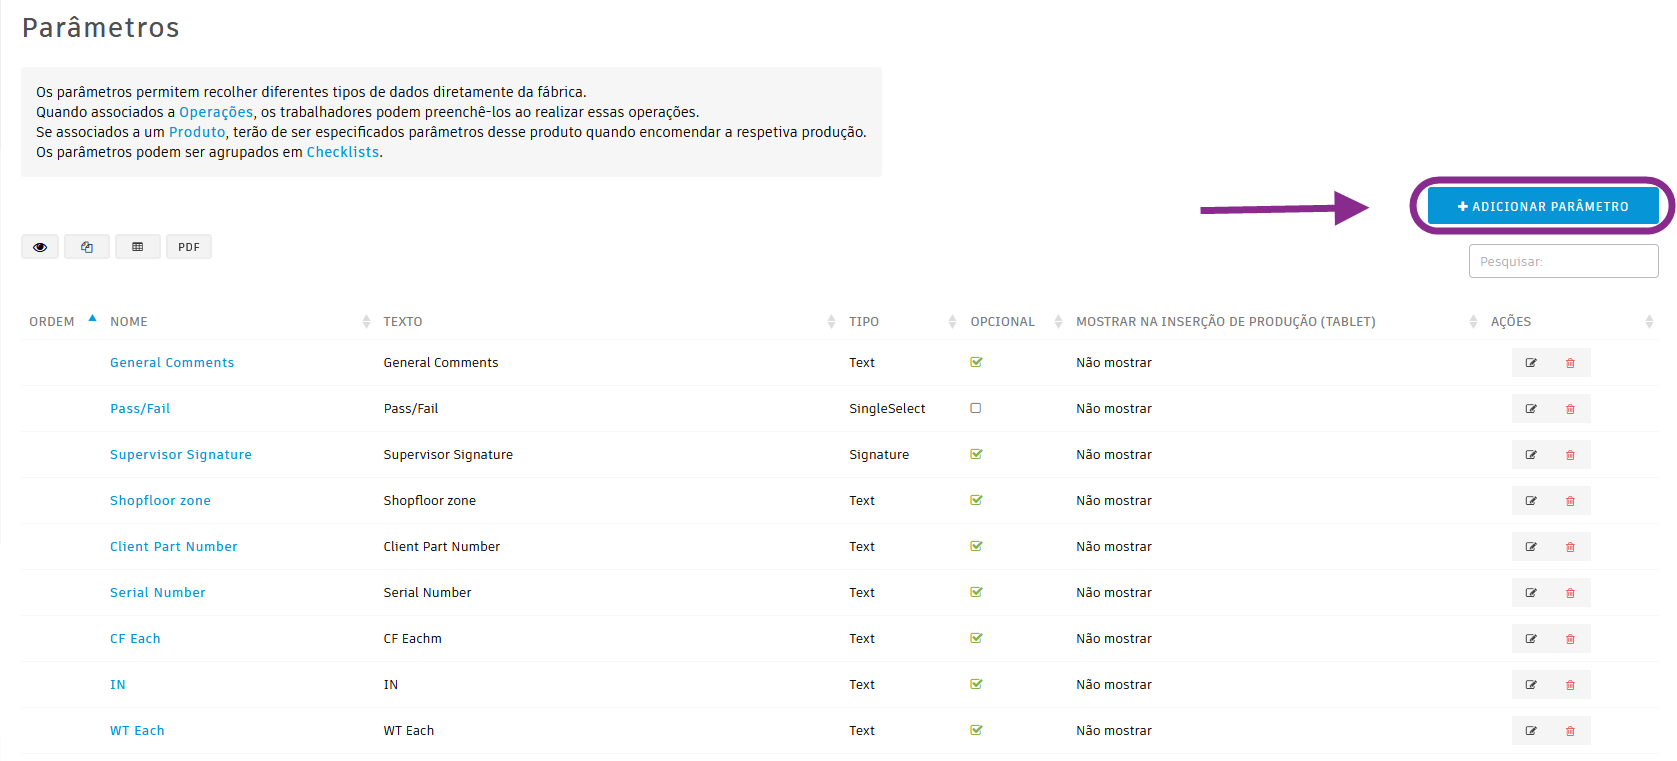 Parâmetros
Os parâmetros permitem recolher diferentes tipos de dados diretamente da fábrica.
Quando associados a Operações, os trabalhadores podem preenchê-los ao realizar essas operações.
Se associados a um Produto, terão de ser especificados parâmetros desse produto quando encomendar a respetiva produção.
Os parâmetros podem ser agrupados em Checklists.
ADICIONAR PARÂMETRO
PDF
Pesquisar:
ORDEM NOME TEXTO TIPO OPCIONAL MOSTRAR NA INSERÇÃO DE PRODUÇÃO (TABLET) AÇÕES
General Comments General Comments Text Não mostrar
Pass/Fail Pass/Fail SingleSelect Não mostrar
Supervisor Signature Supervisor Signature Signature Não mostrar
Shopfloor zone Shopfloor zone Text Não mostrar
Client Part Number Client Part Number Text Não mostrar
Serial Number Serial Number Text Não mostrar
CF Each CF Eachm Text Não mostrar
IN IN Text Não mostrar
WT Each WT Each Text Não mostrar